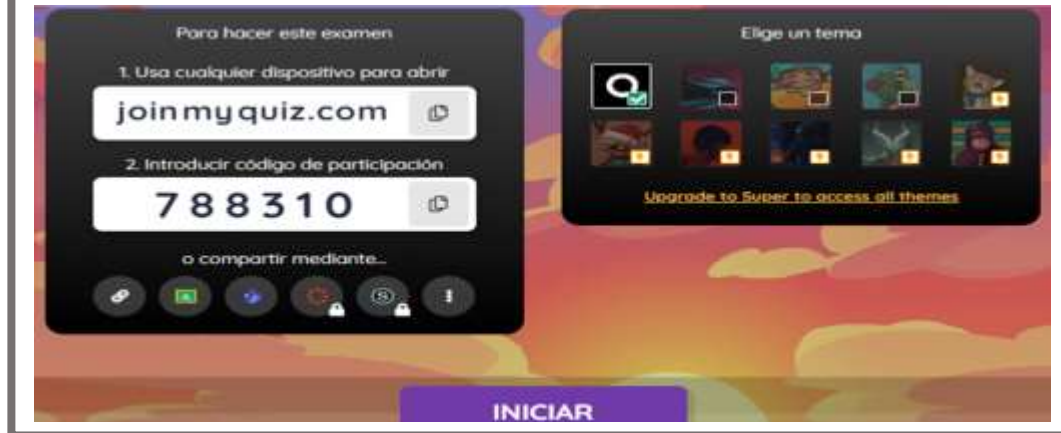 Para hacer este examen
1. Usa cualquier dispositivo para abrir
joinmyquiz.com
2. Introducir código de participación
788310
o compartir mediante...
Elige un tema
Upgrade to Super to access all themes
INICIAR